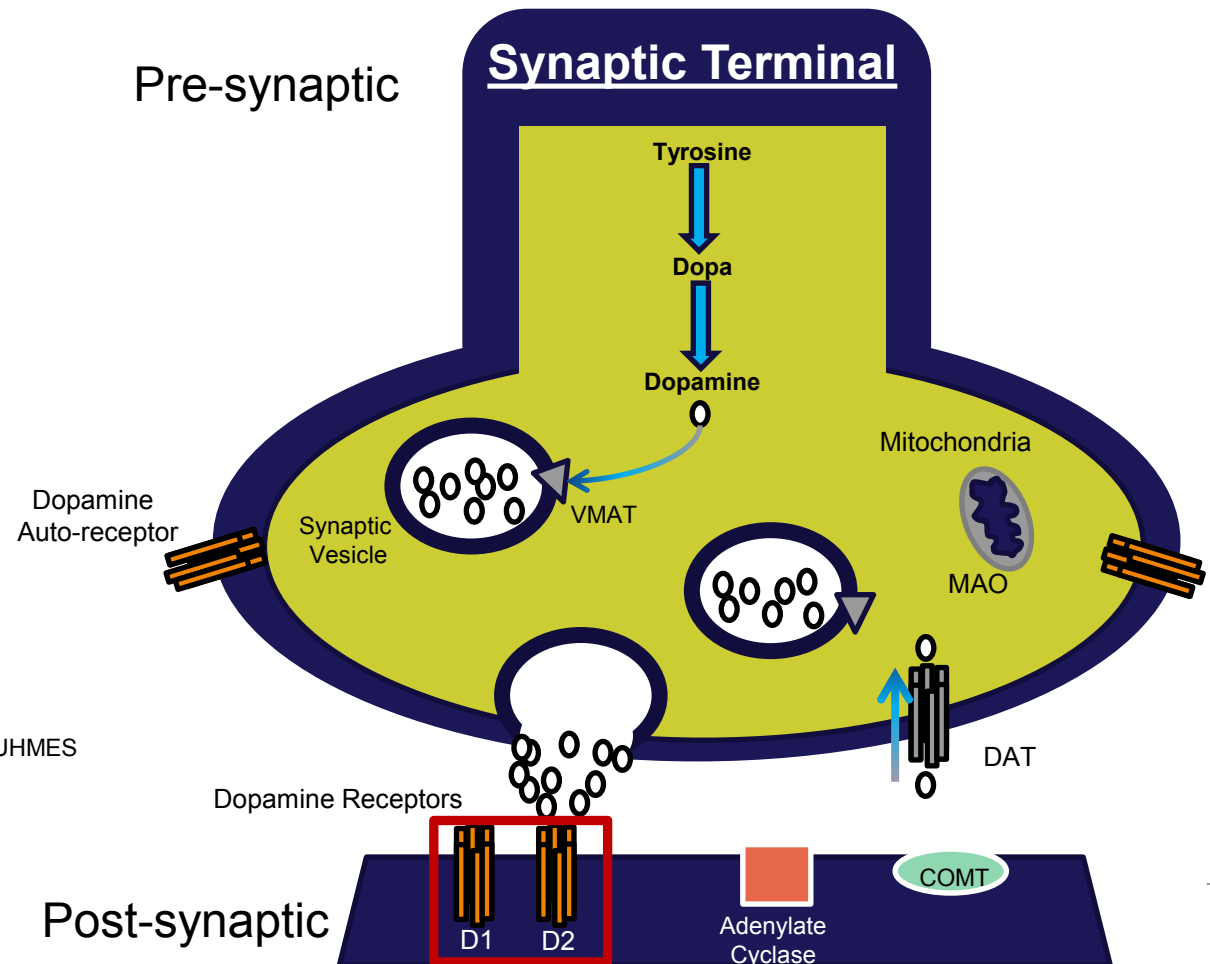 Synaptic Terminal
Pre-synaptic
Tyrosine
Dopa
Dopamine
Mitochondria
MAO
VMAT
Synaptic
Vesicle
Dopamine
Auto-receptor
UHMES
DAT
Dopamine Receptors
COMT
Post-synaptic
D1
D2
Adenylate
Cyclase